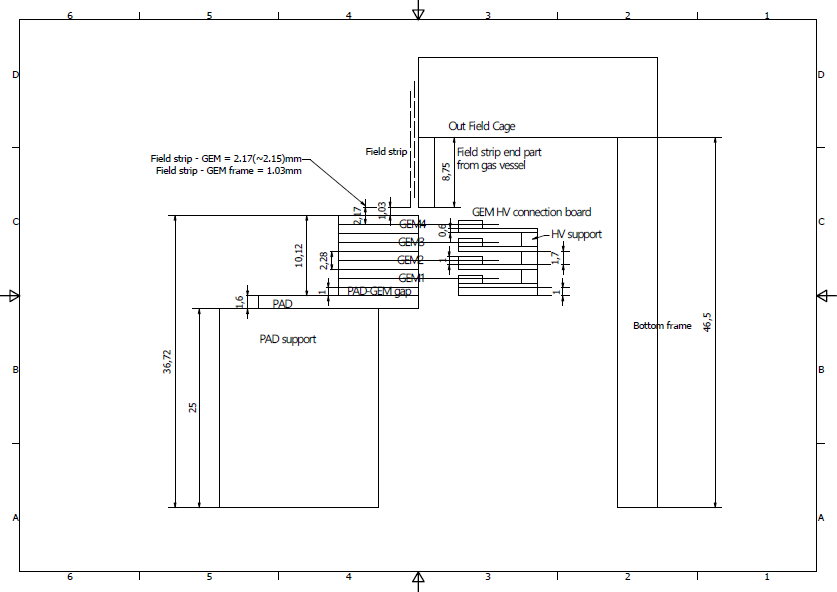 6 5 4 3 2 1
D D
Out Field Cage
Field strip
Field strip end part
from gas vessel
8,75
Field strip - GEM = 2.17(~2.15)mm
Field strip - GEM frame = 1.03mm
2,17
1,03
C C
GEM HV connection board
HV support
GEM4
GEM3
GEM2
GEM1
0,6
1
1,7
1
10,12
2,28
1
PAD-GEM gap
1,6
PAD
PAD support
Bottom frame
46,5
36,72
25
B B
A A
6 5 4 3 2 1